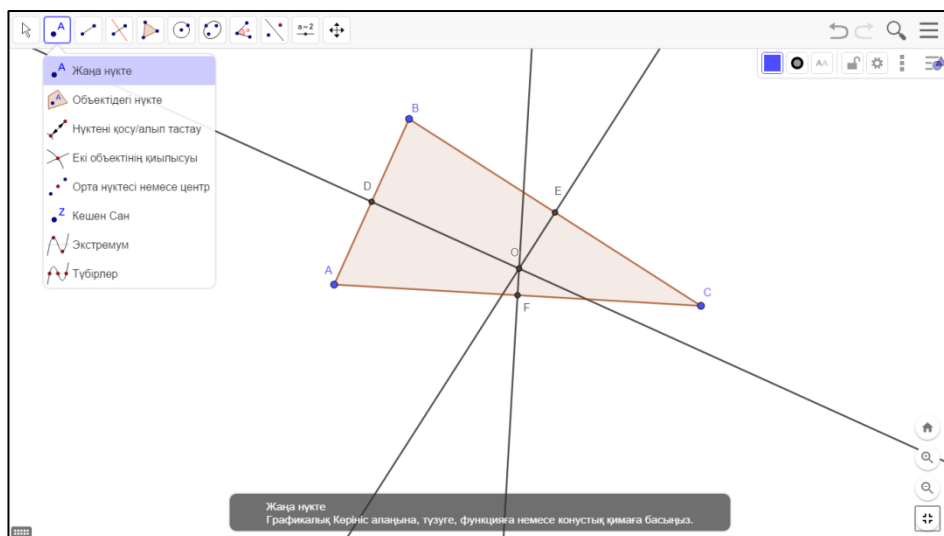 A
a=2
AA
A Жаңа нүкте
A Объектідегі нүкте
Нүктені қосу/алып тастау
Екі объектінің қиылысуы
Орта нүктесі немесе центр
Z Кешен Сан
Экстремум
Түбірлер
B
D
E
O
A
F
C
Жаңа нүкте
Графикалық Көрініс алаңына, түзуге, функцияға немесе конустық қимаға басыңыз.